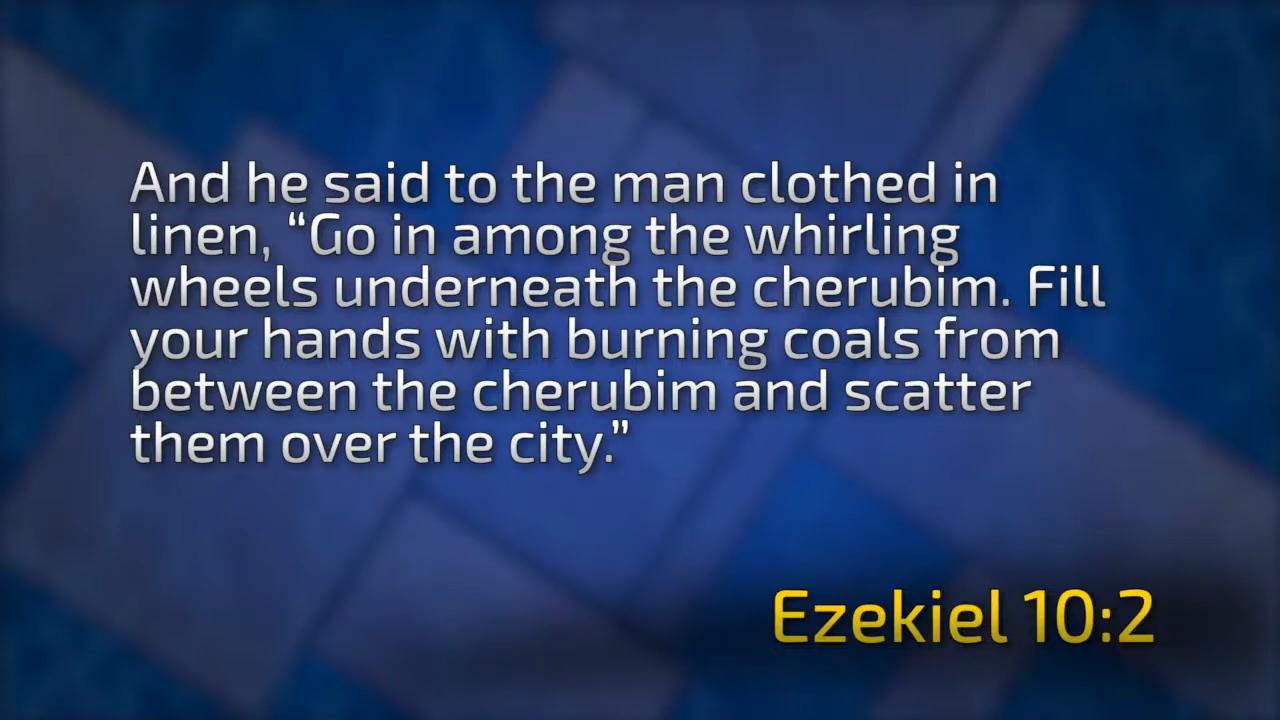 And he said to the man clothed in
linen, “Go in among the whirling
wheels underneath the cherubim. Fill
your hands with burning coals from
between the cherubim and scatter
them over the city.”
Ezekiel 10:2